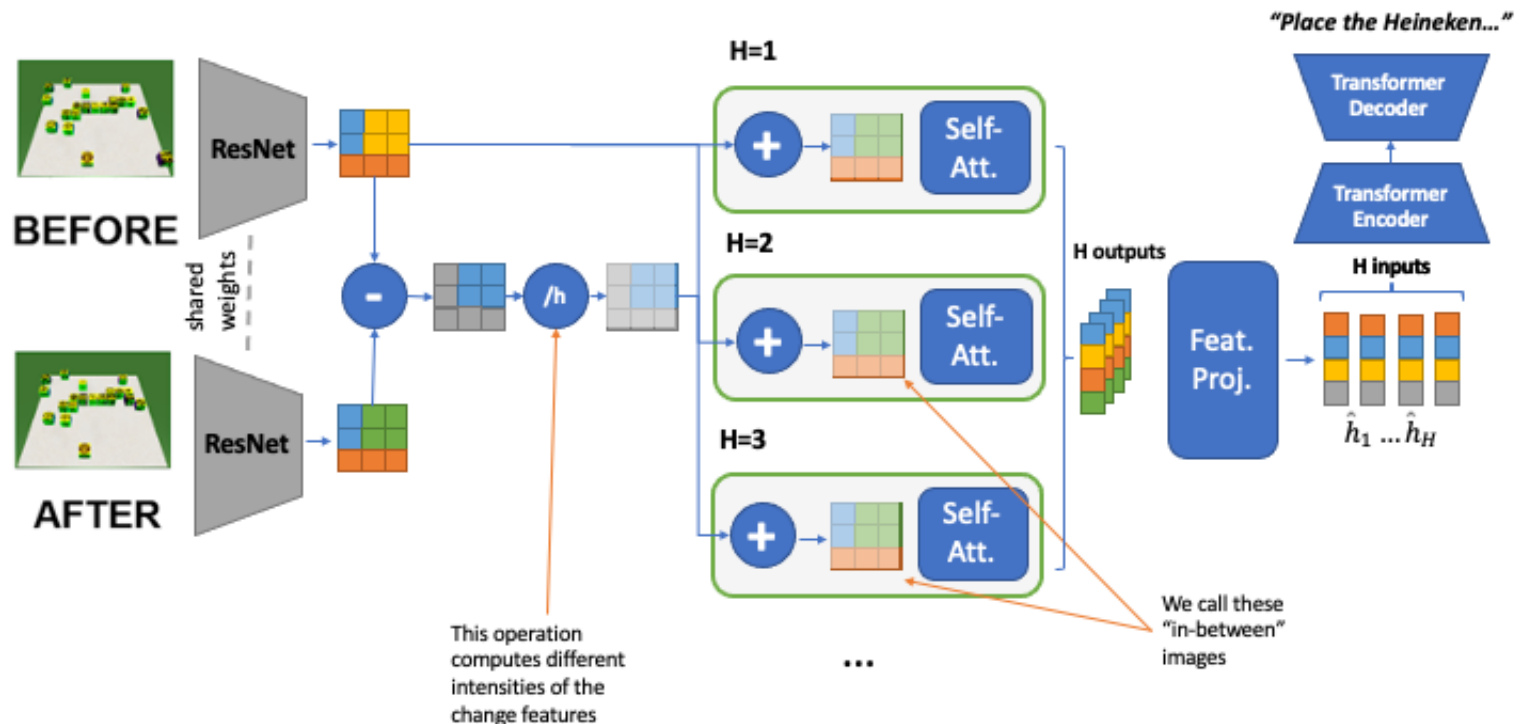 “Place the Heineken…”
H=1
Transformer
Decoder
ResNet
+
Self-
Att.
BEFORE
Transformer
Encoder
H=2
shared
weights
H outputs
H inputs
-
/h
+
Self-
Att.
Feat.
Proj.
ĥ₁ … ĥ_H
H=3
ResNet
AFTER
+
Self-
Att.
This operation
computes different
intensities of the
change features
We call these
“in-between”
images
...